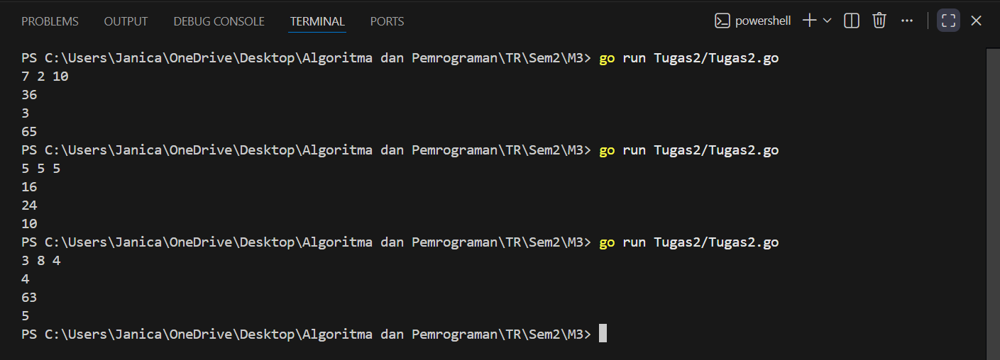 PROBLEMS OUTPUT DEBUG CONSOLE TERMINAL PORTS powershell
PS C:\Users\Janica\OneDrive\Desktop\Algoritma dan Pemrograman\TR\Sem2\M3> go run Tugas2/Tugas2.go
7 2 10
36
3
65
PS C:\Users\Janica\OneDrive\Desktop\Algoritma dan Pemrograman\TR\Sem2\M3> go run Tugas2/Tugas2.go
5 5 5
16
24
10
PS C:\Users\Janica\OneDrive\Desktop\Algoritma dan Pemrograman\TR\Sem2\M3> go run Tugas2/Tugas2.go
3 8 4
4
63
5
PS C:\Users\Janica\OneDrive\Desktop\Algoritma dan Pemrograman\TR\Sem2\M3>